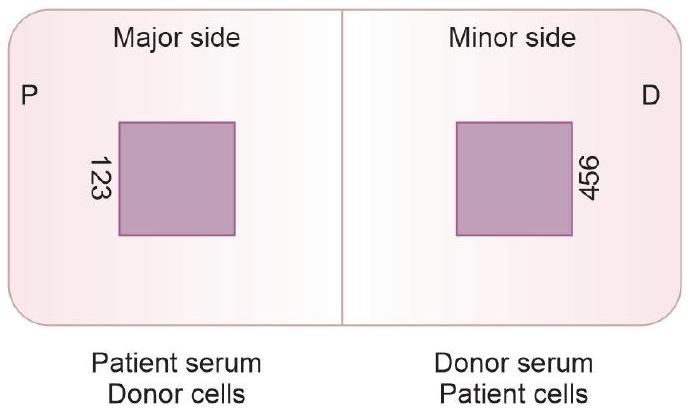 Major side
Minor side
P
D
123
456
Patient serum
Donor cells
Donor serum
Patient cells